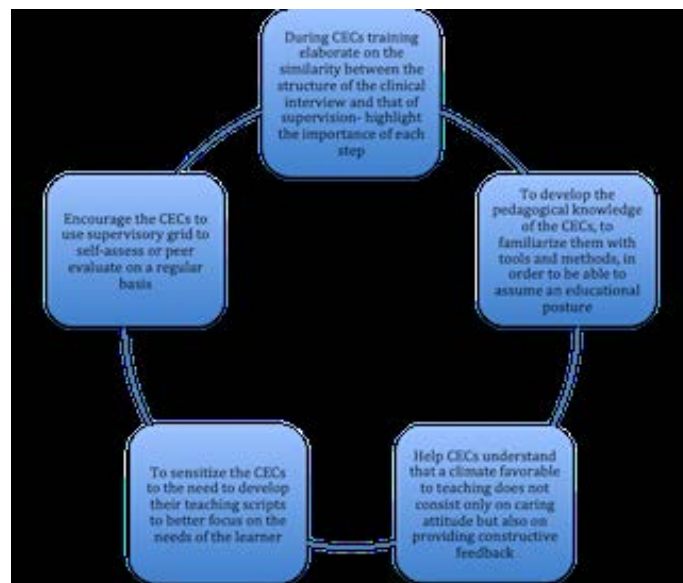 During CECs training
elaborate on the
similarity between the
structure of the clinical
interview and that of
supervision- highlight
the importance of each
step
To develop the
pedagogical knowledge
of the CECs, to
familiarize them with
tools and methods, in
order to be able to
assume an educational
posture
Help CECs understand
that a climate favorable
to teaching does not
consist only on caring
attitude but also on
providing constructive
feedback
To sensitize the CECs
to the need to develop
their teaching scripts
to better focus on the
needs of the learner
Encourage the CECs to
use supervisory grid to
self-assess or peer
evaluate on a regular
basis